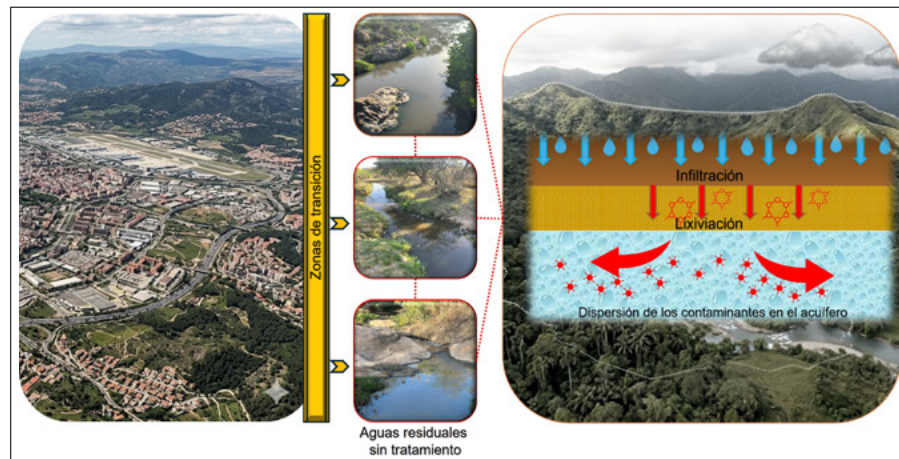 Zonas de transición
Aguas residuales
sin tratamiento
Infiltración
Lixiviación
Dispersión de los contaminantes en el acuífero